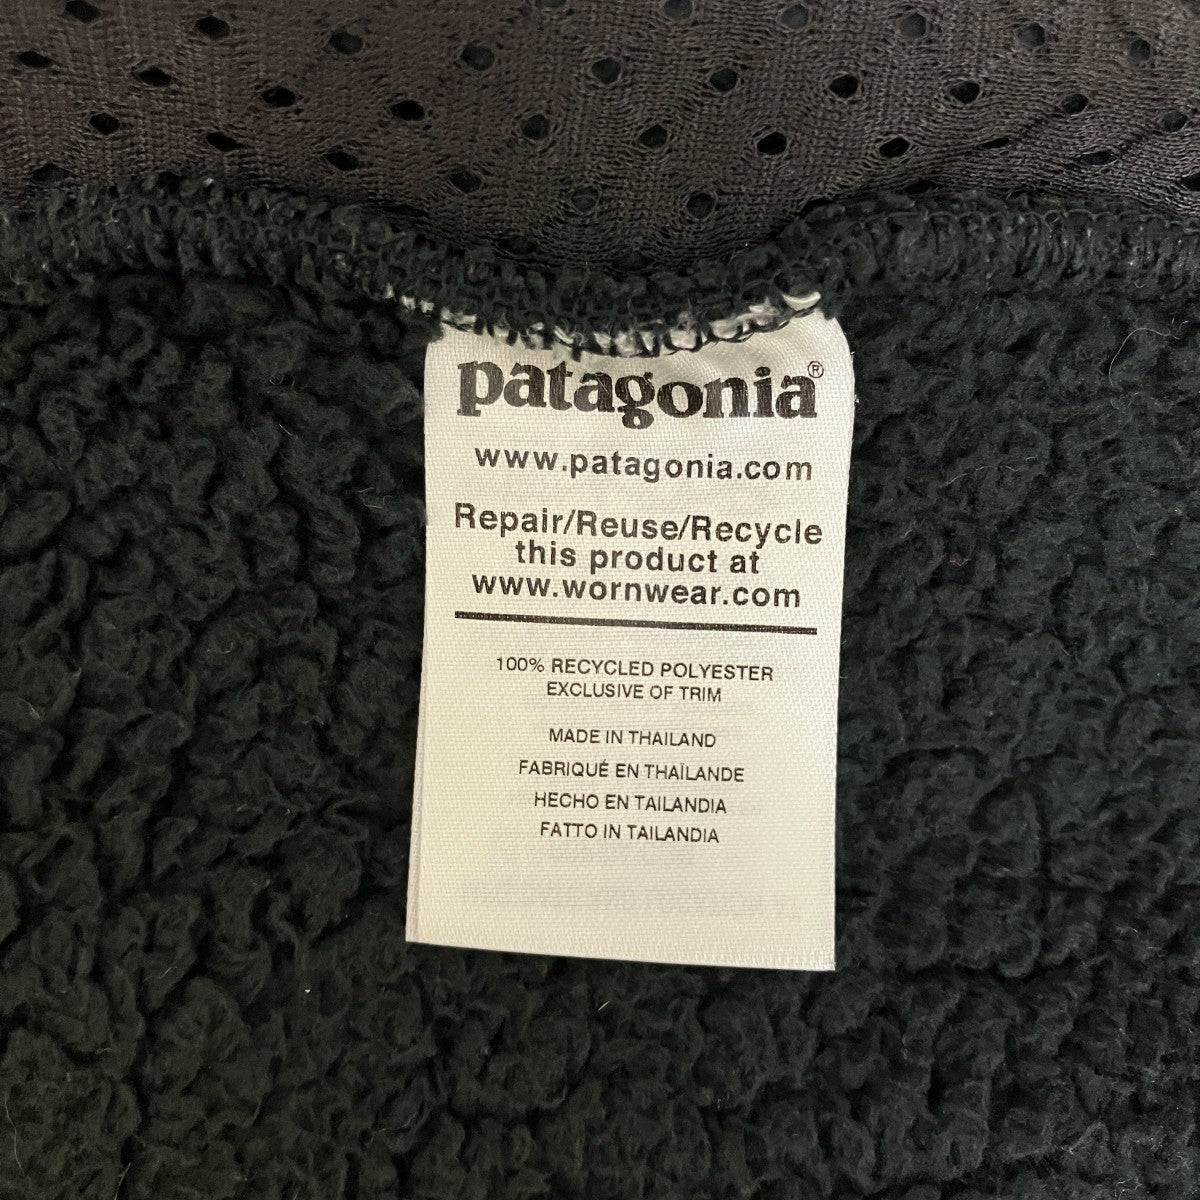 patagonia®
www.patagonia.com
Repair/Reuse/Recycle
this product at
www.wornwear.com
100% RECYCLED POLYESTER
EXCLUSIVE OF TRIM
MADE IN THAILAND
FABRIQUÉ EN THAÏLANDE
HECHO EN TAILANDIA
FATTO IN TAILANDIA